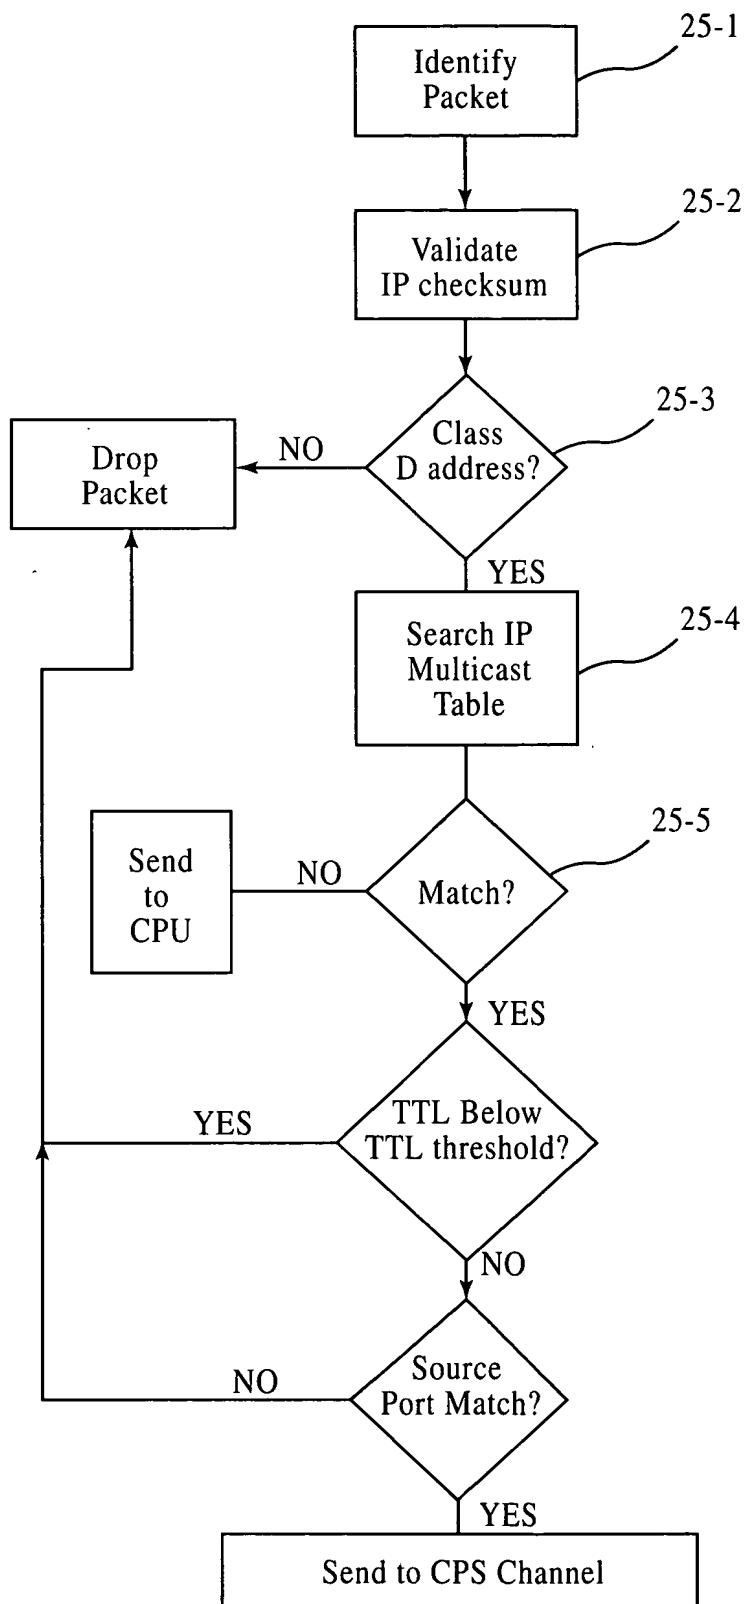 25-1
Identify
Packet
25-2
Validate
IP checksum
25-3
Class
D address?
NO
Drop
Packet
YES
25-4
Search IP
Multicast
Table
25-5
Match?
NO
Send
to
CPU
YES
TTL Below
TTL threshold?
YES
NO
Source
Port Match?
NO
YES
Send to CPS Channel